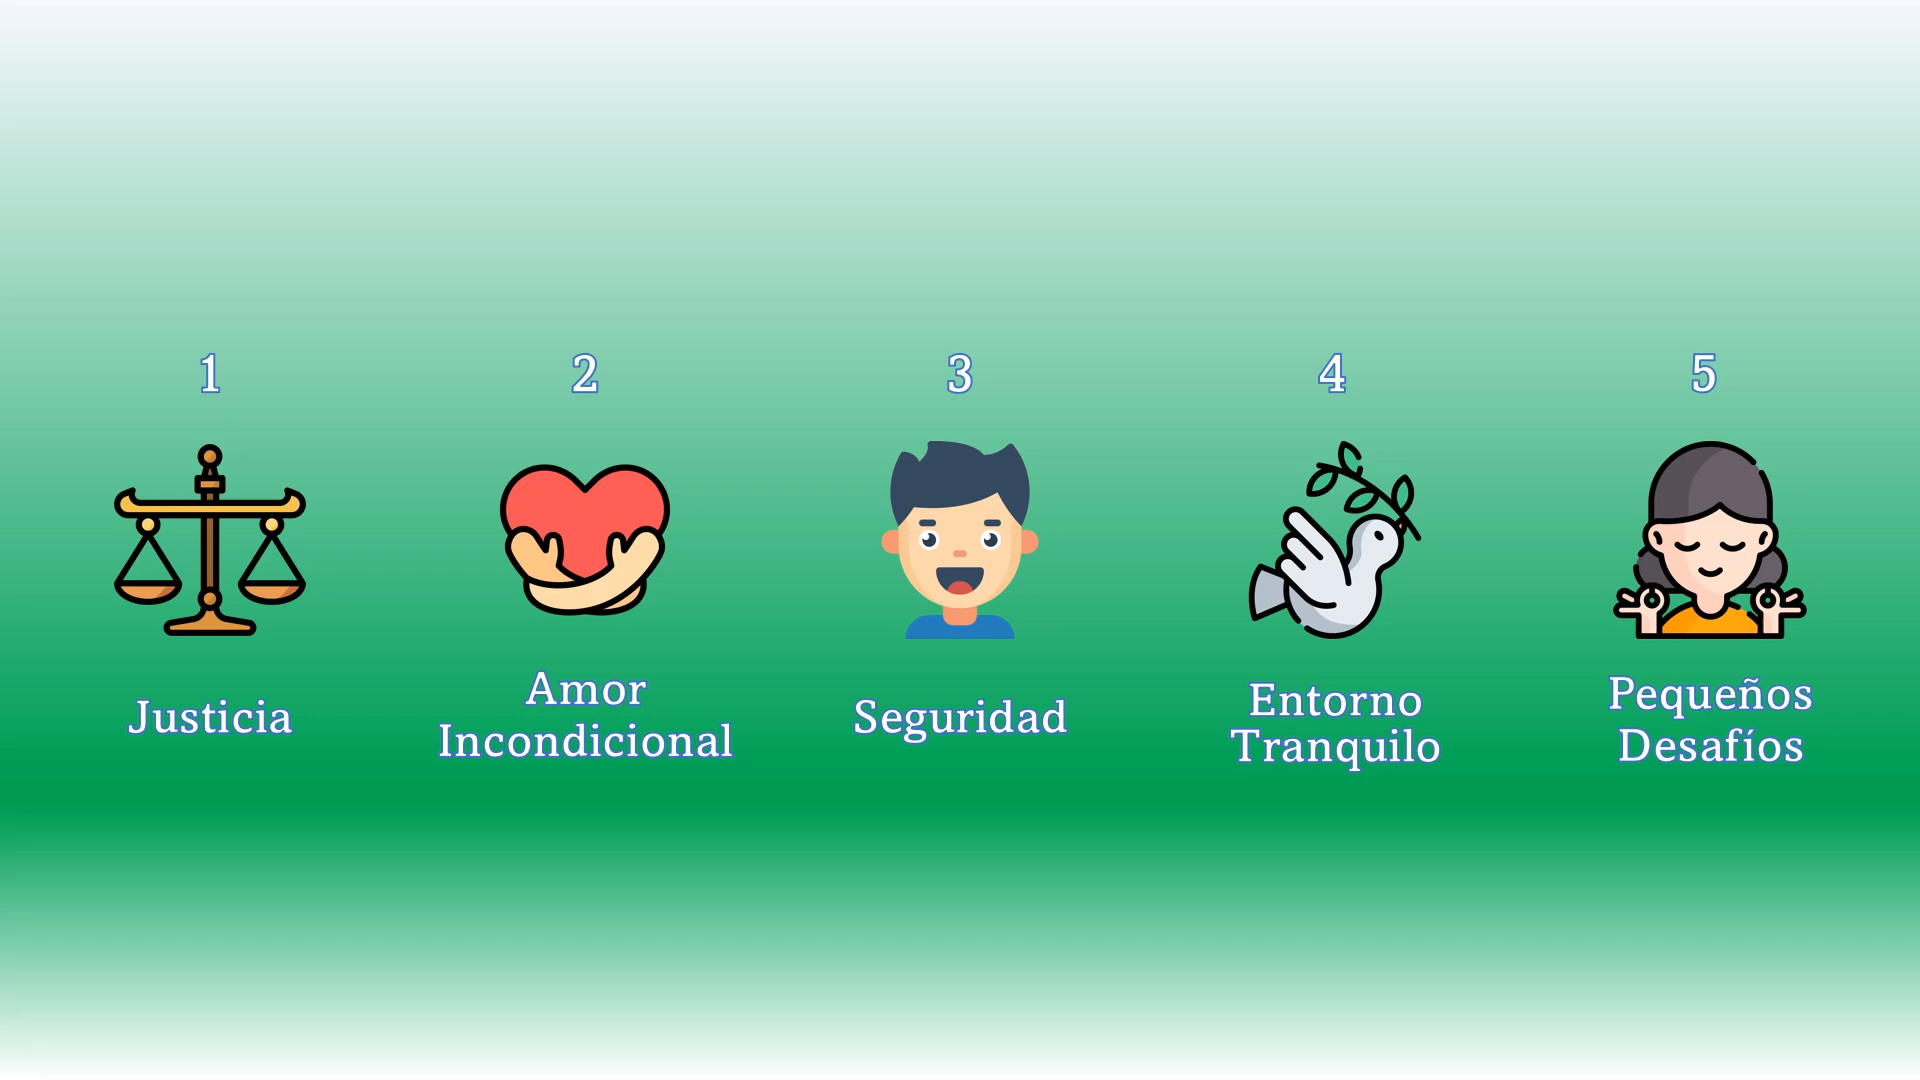 1
2
3
4
5
Justicia
Amor
Incondicional
Seguridad
Entorno
Tranquilo
Pequeños
Desafíos